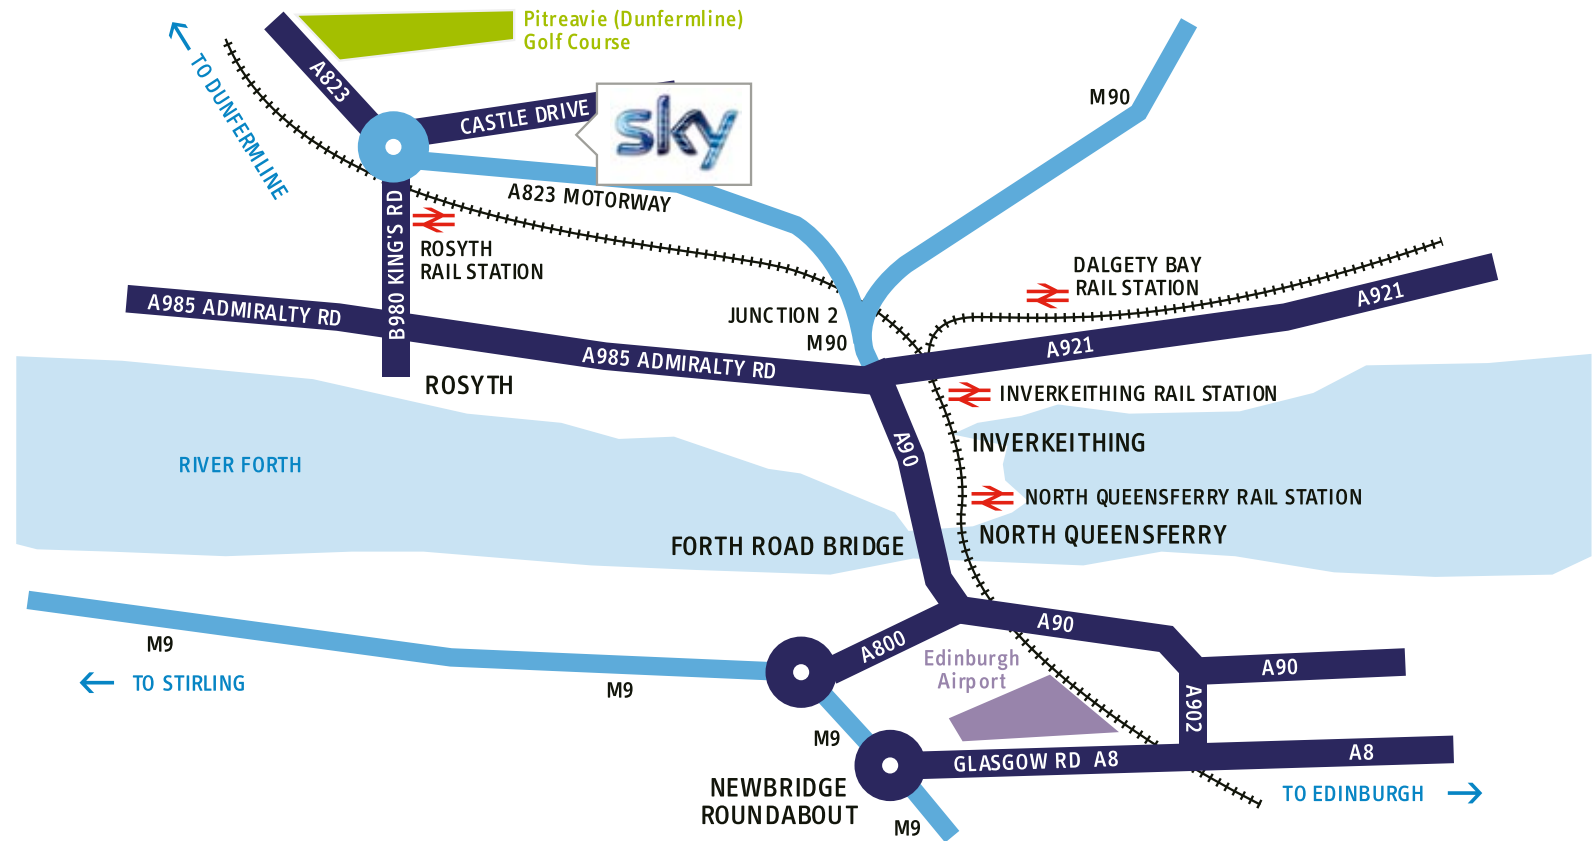 Pitreavie (Dunfermline)
Golf Course
TO DUNFERMLINE
A823
CASTLE DRIVE
sky
M90
A823 MOTORWAY
B980 KING'S RD
ROSYTH
RAIL STATION
DALGETY BAY
RAIL STATION
A985 ADMIRALTY RD
JUNCTION 2
M90
A921
A921
A985 ADMIRALTY RD
ROSYTH
INVERKEITHING RAIL STATION
A90
INVERKEITHING
RIVER FORTH
NORTH QUEENSFERRY RAIL STATION
FORTH ROAD BRIDGE
NORTH QUEENSFERRY
M9
A800
A90
Edinburgh
Airport
A90
TO STIRLING
M9
A902
M9
GLASGOW RD A8
A8
NEWBRIDGE
ROUNDABOUT
TO EDINBURGH
M9